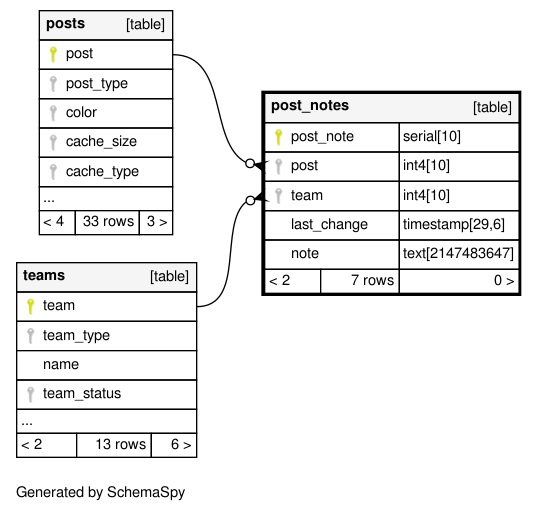 posts [table]
post
post_type
color
cache_size
cache_type
...
< 4 33 rows 3 >
post_notes [table]
post_note serial[10]
post int4[10]
team int4[10]
last_change timestamp[29,6]
note text[2147483647]
< 2 7 rows 0 >
teams [table]
team
team_type
name
team_status
...
< 2 13 rows 6 >
Generated by SchemaSpy